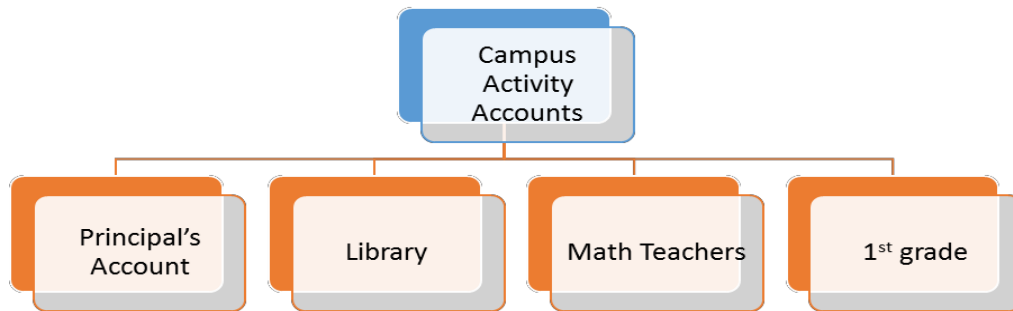 Campus
Activity
Accounts
Principal’s
Account
Library
Math Teachers
1st grade